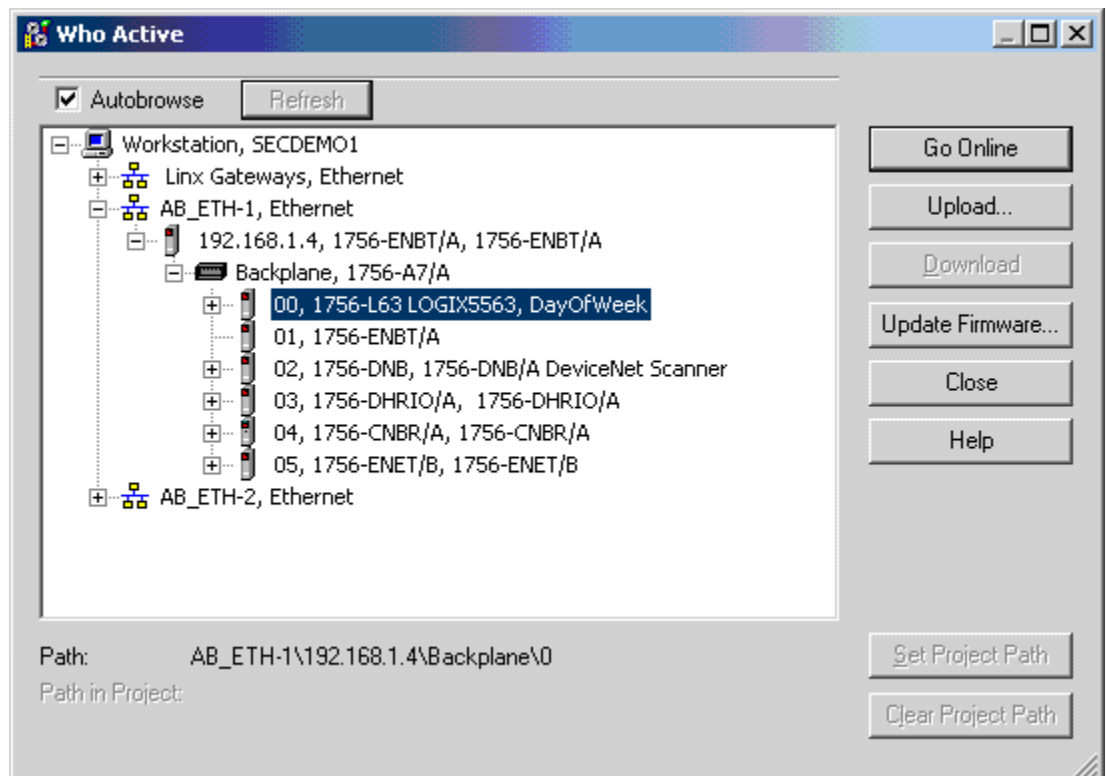 Who Active
Autobrowse
Refresh
Workstation, SECDEMO1
Linx Gateways, Ethernet
AB_ETH-1, Ethernet
192.168.1.4, 1756-ENBT/A, 1756-ENBT/A
Backplane, 1756-A7/A
00, 1756-L63 LOGIX5563, DayOfWeek
01, 1756-ENBT/A
02, 1756-DNB, 1756-DNB/A DeviceNet Scanner
03, 1756-DHRIO/A, 1756-DHRIO/A
04, 1756-CNBR/A, 1756-CNBR/A
05, 1756-ENET/B, 1756-ENET/B
AB_ETH-2, Ethernet
Go Online
Upload...
Download
Update Firmware...
Close
Help
Path: AB_ETH-1\192.168.1.4\Backplane\0
Path in Project:
Set Project Path
Clear Project Path